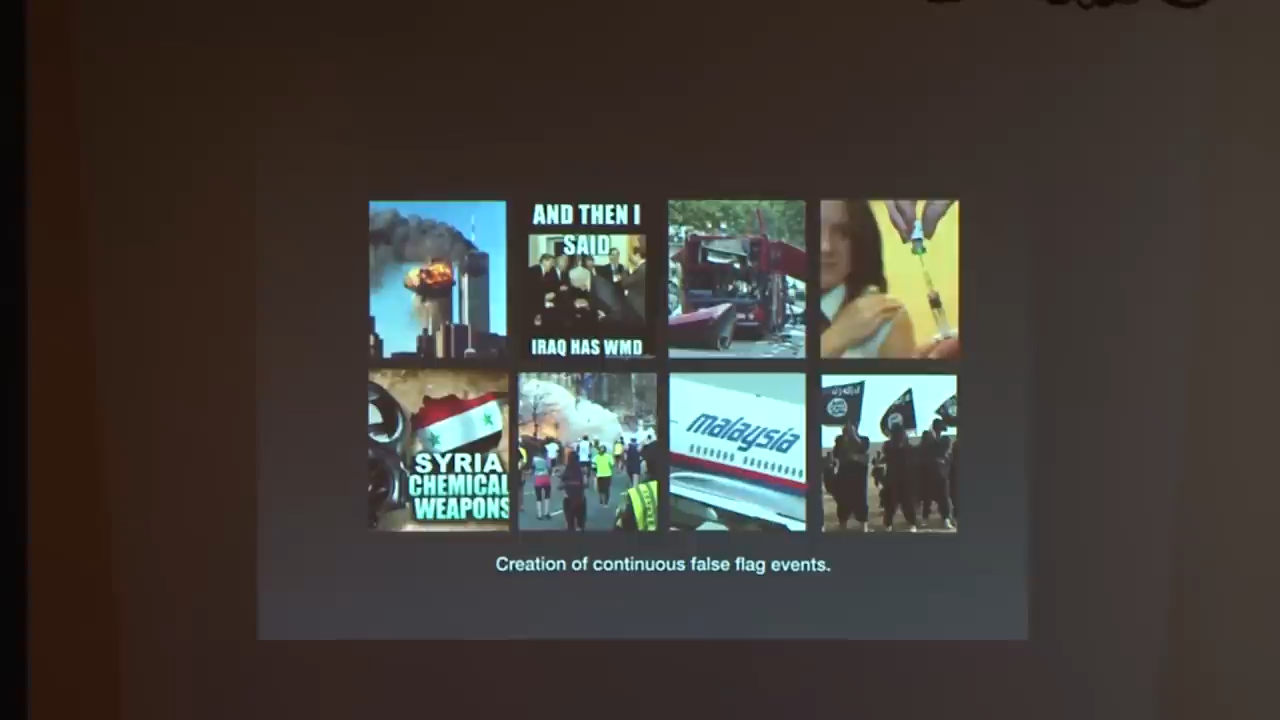 AND THEN I
SAID
IRAQ HAS WMD
SYRIA
CHEMICAL
WEAPONS
malaysia
Creation of continuous false flag events.